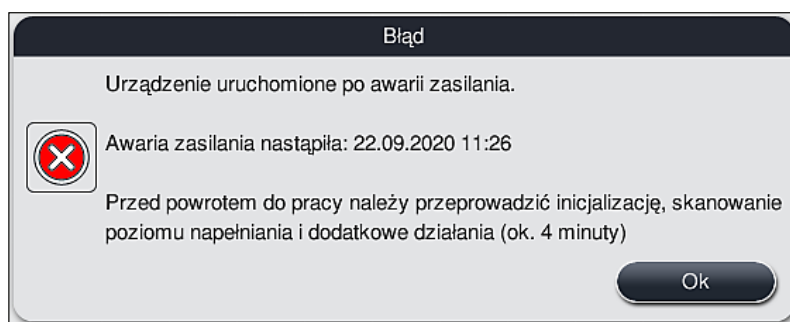 Błąd
Urządzenie uruchomione po awarii zasilania.
Awaria zasilania nastąpiła: 22.09.2020 11:26
Przed powrotem do pracy należy przeprowadzić inicjalizację, skanowanie
poziomu napełniania i dodatkowe działania (ok. 4 minuty)
Ok